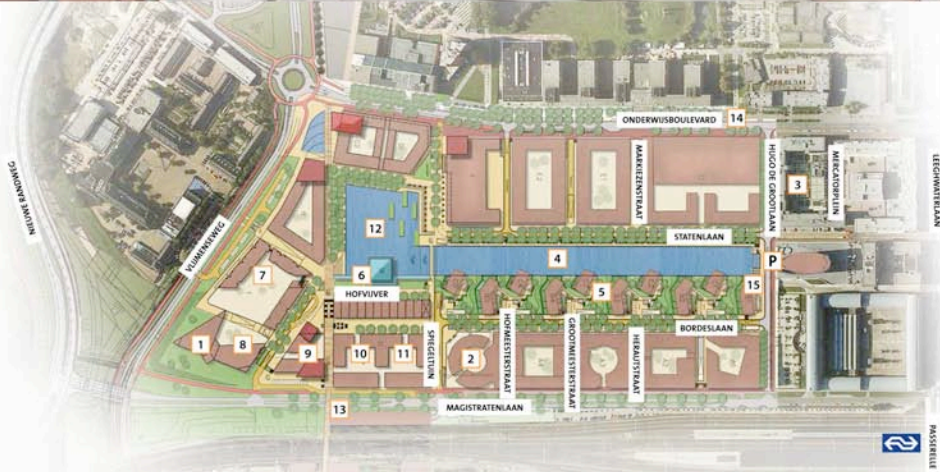 ONDERWIJSBOULEVARD
14
NIEUWE RANDWEG
VLIJMENSEWEG
MARKIEZENSTRAAT
HUGO DE GROOTLAAN
3
MERCATORPLEIN
LEEGHWATERLAAN
12
STATENLAAN
7
6
4
P
HOFVIJVER
5
15
1
8
9
10
11
SPIEGELTUIN
2
HOFMEESTERSTRAAT
GROOTMEESTERSTRAAT
HERAUTSTRAAT
BORDESLAAN
13
MAGISTRATENLAAN
PASSERELLE